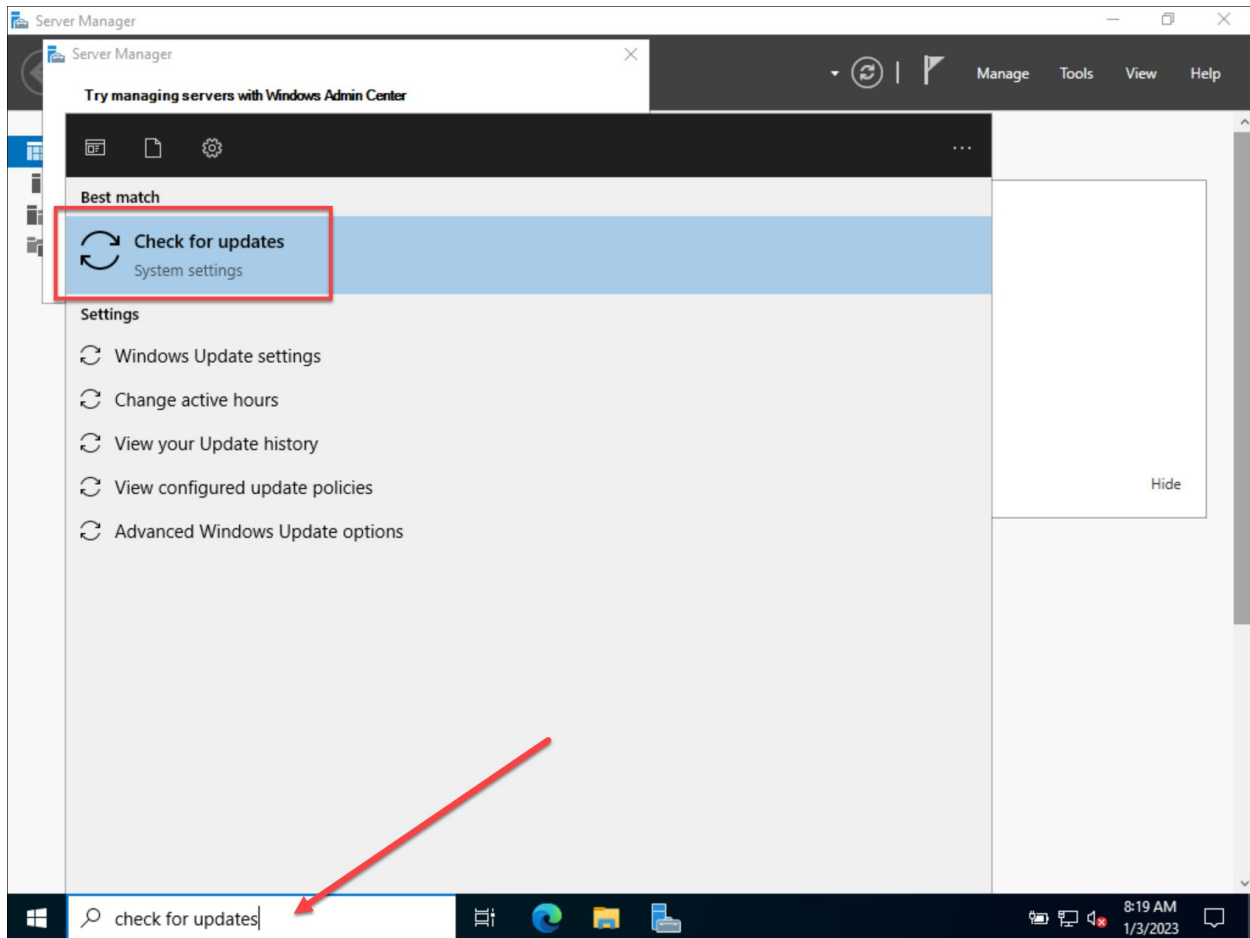 Server Manager
Server Manager
Try managing servers with Windows Admin Center
Manage Tools View Help
Best match
Check for updates
System settings
Settings
Windows Update settings
Change active hours
View your Update history
View configured update policies
Advanced Windows Update options
Hide
check for updates
8:19 AM
1/3/2023